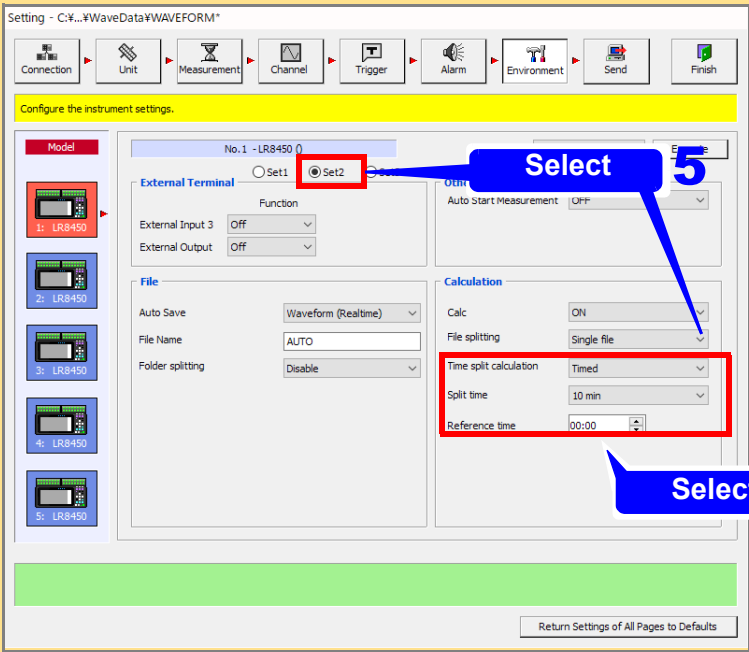 Setting - C:¥...¥WaveData¥WAVEFORM*
Connection
Unit
Measurement
Channel
Trigger
Alarm
Environment
Send
Finish
Configure the instrument settings.
Model
No.1 - LR8450 ()
Set1
Set2
Select
5
External Terminal
Function
External Input 3
Off
External Output
Off
Auto Start Measurement
OFF
1: LR8450
2: LR8450
3: LR8450
4: LR8450
5: LR8450
File
Auto Save
Waveform (Realtime)
File Name
AUTO
Folder splitting
Disable
Calculation
Calc
ON
File splitting
Single file
Time split calculation
Timed
Split time
10 min
Reference time
00:00
Selec
Return Settings of All Pages to Defaults